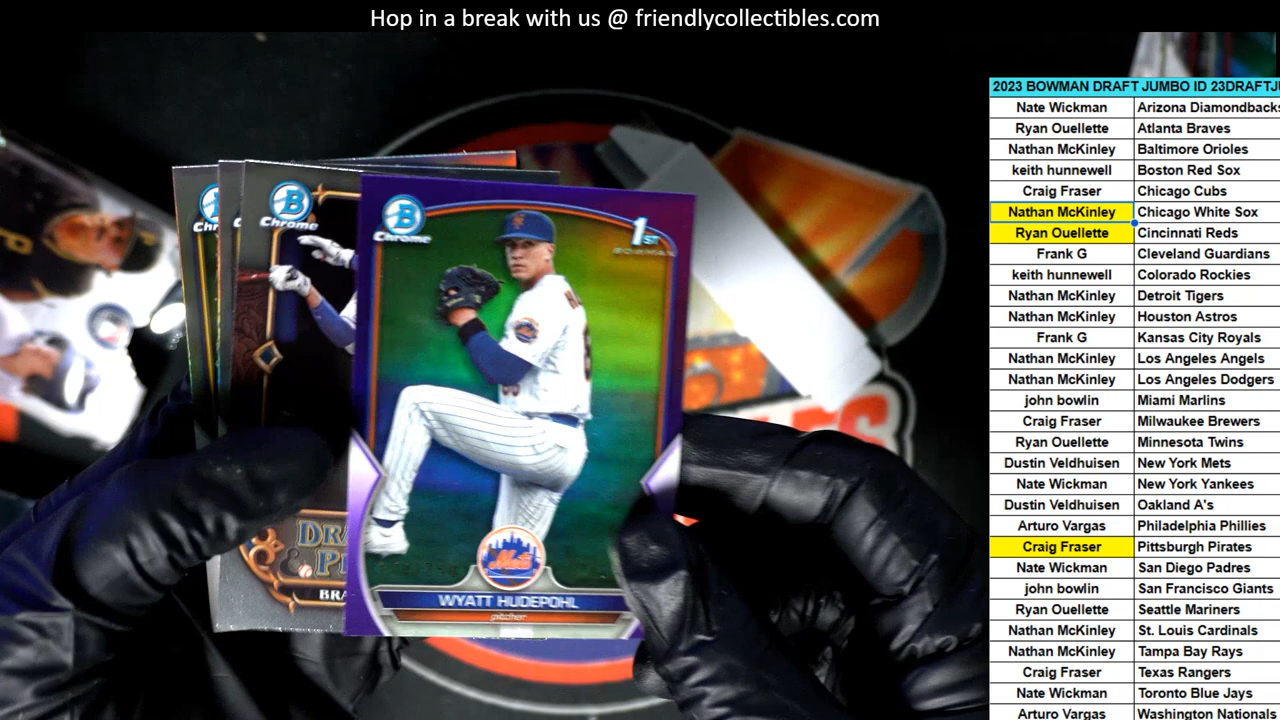 Hop in a break with us @ friendlycollectibles.com
2023 BOWMAN DRAFT JUMBO ID 23DRAFTJ
Nate Wickman Arizona Diamondbacks
Ryan Ouellette Atlanta Braves
Nathan McKinley Baltimore Orioles
keith hunnewell Boston Red Sox
Craig Fraser Chicago Cubs
Nathan McKinley Chicago White Sox
Ryan Ouellette Cincinnati Reds
Frank G Cleveland Guardians
keith hunnewell Colorado Rockies
Nathan McKinley Detroit Tigers
Nathan McKinley Houston Astros
Frank G Kansas City Royals
Nathan McKinley Los Angeles Angels
Nathan McKinley Los Angeles Dodgers
john bowlin Miami Marlins
Craig Fraser Milwaukee Brewers
Ryan Ouellette Minnesota Twins
Dustin Veldhuisen New York Mets
Nate Wickman New York Yankees
Dustin Veldhuisen Oakland A's
Arturo Vargas Philadelphia Phillies
Craig Fraser Pittsburgh Pirates
Nate Wickman San Diego Padres
john bowlin San Francisco Giants
Ryan Ouellette Seattle Mariners
Nathan McKinley St. Louis Cardinals
Nathan McKinley Tampa Bay Rays
Craig Fraser Texas Rangers
Nate Wickman Toronto Blue Jays
Arturo Vargas Washington Nationals
B
Chrome
B
Chrome
1ST
BOWMAN
Mets
WYATT HUDEPOHL
pitcher